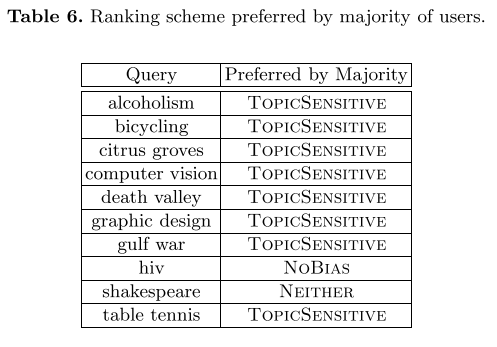 Table 6. Ranking scheme preferred by majority of users.
Query Preferred by Majority
alcoholism TopicSensitive
bicycling TopicSensitive
citrus groves TopicSensitive
computer vision TopicSensitive
death valley TopicSensitive
graphic design TopicSensitive
gulf war TopicSensitive
hiv NoBias
shakespeare Neither
table tennis TopicSensitive